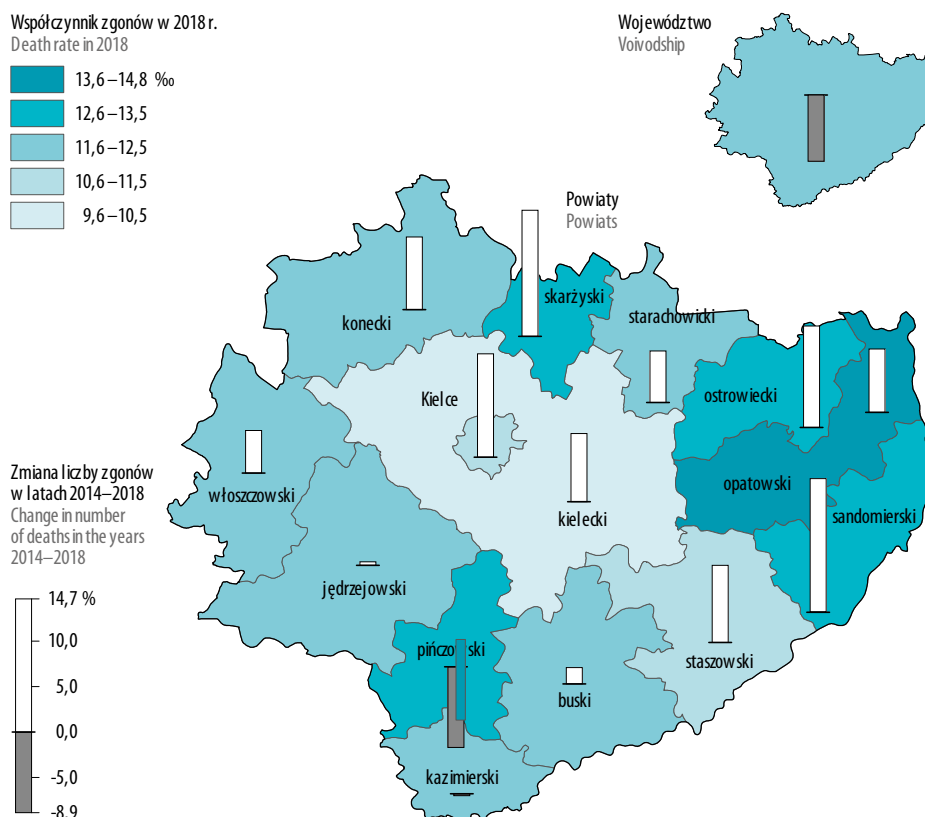 Współczynnik zgonów w 2018 r.
Death rate in 2018
13,6–14,8 ‰
12,6–13,5
11,6–12,5
10,6–11,5
9,6–10,5
Województwo
Voivodship
Powiaty
Powiats
skarżyski
konecki
starachowicki
Kielce
ostrowiecki
włoszczowski
opatowski
kielecki
sandomierski
jędrzejowski
pińczowski
staszowski
buski
kazimierski
Zmiana liczby zgonów
w latach 2014–2018
Change in number
of deaths in the years
2014–2018
14,7 %
10,0
5,0
0,0
-5,0
-8,9